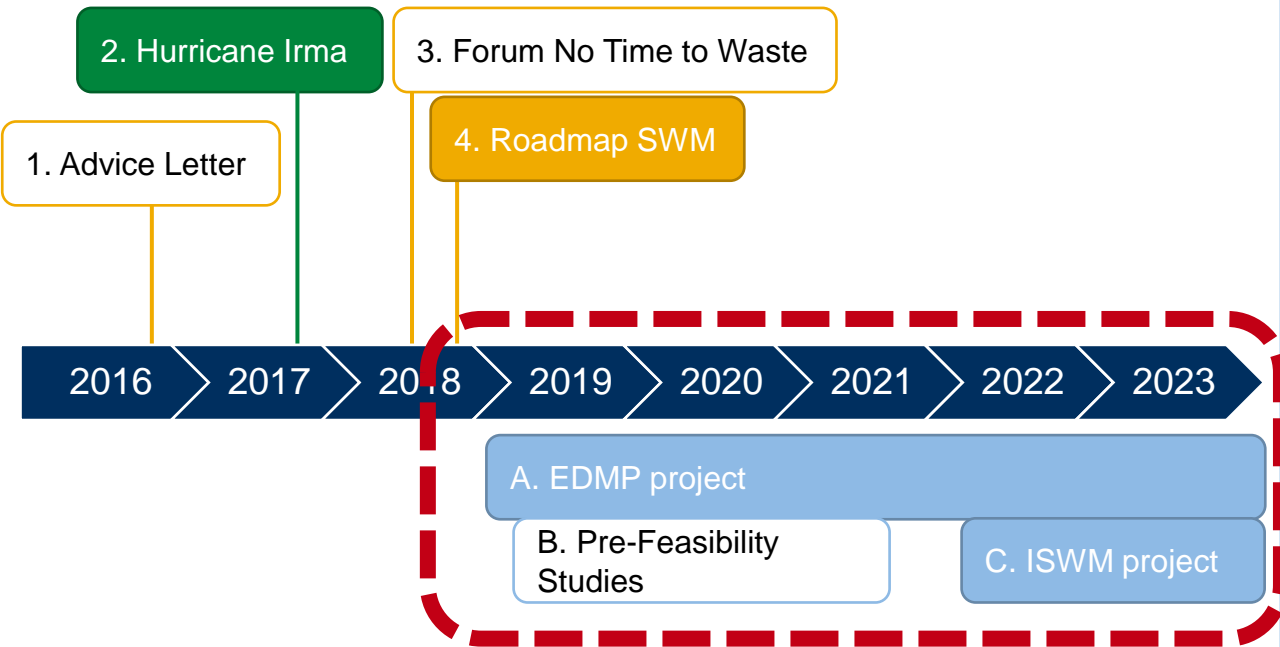 2. Hurricane Irma
3. Forum No Time to Waste
4. Roadmap SWM
1. Advice Letter
2016
2017
2018
2019
2020
2021
2022
2023
A. EDMP project
B. Pre-Feasibility
Studies
C. ISWM project